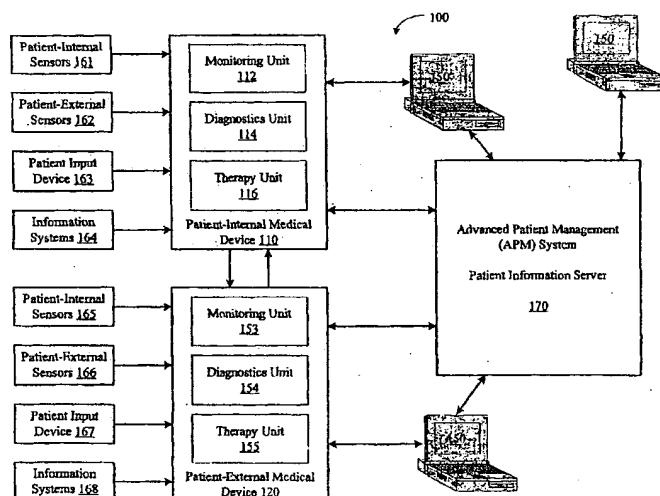 100
Patient-Internal
Sensors 161
Patient-External
Sensors 162
Patient Input
Device 163
Information
Systems 164
Monitoring Unit
112
Diagnostics Unit
114
Therapy Unit
116
Patient-Internal Medical
Device 110
150
150
Advanced Patient Management
(APM) System
Patient Information Server
170
Patient-Internal
Sensors 165
Patient-External
Sensors 166
Patient Input
Device 167
Information
Systems 168
Monitoring Unit
153
Diagnostics Unit
154
Therapy Unit
155
Patient-External Medical
Device 120
150